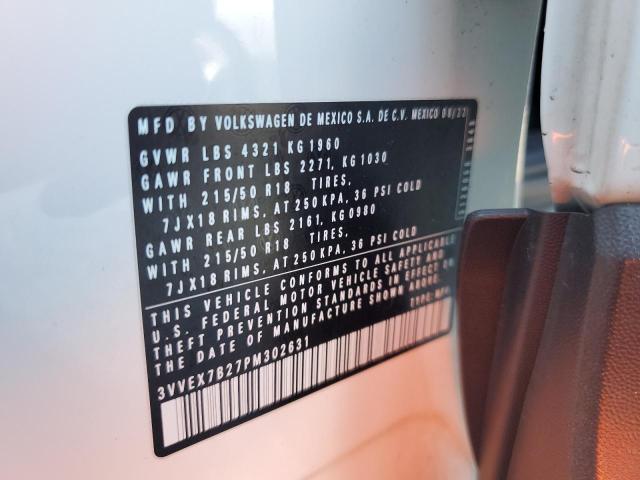 MFD BY VOLKSWAGEN DE MEXICO S.A. DE C.V. MEXICO 08/22
GVWR LBS 4321 KG 1960
GAWR FRONT LBS 2271, KG 1030
WITH 215/50 R18 TIRES,
7JX18 RIMS, AT 250 KPA, 36 PSI COLD
GAWR REAR LBS 2161, KG 0980
WITH 215/50 R18 TIRES,
7JX18 RIMS, AT 250 KPA, 36 PSI COLD
THIS VEHICLE CONFORMS TO ALL APPLICABLE
U.S. FEDERAL MOTOR VEHICLE SAFETY AND
THEFT PREVENTION STANDARDS IN EFFECT ON
THE DATE OF MANUFACTURE SHOWN ABOVE.
TYPE:
3VVEX7B27PM302631